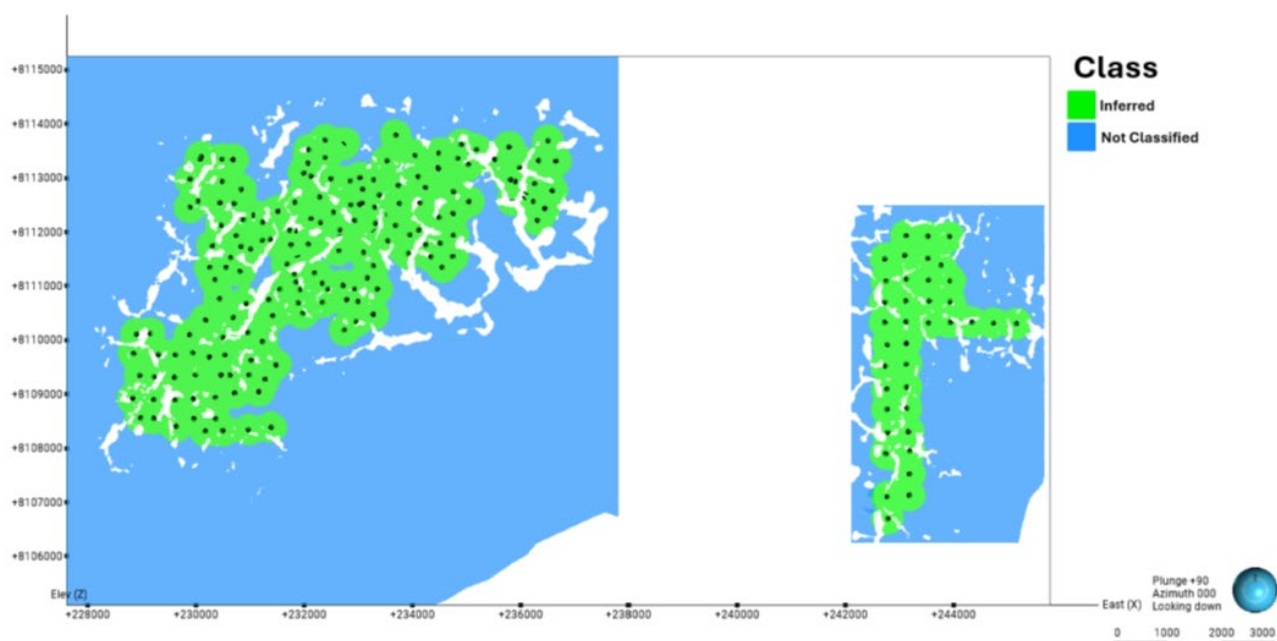 Class
Inferred
Not Classified
+8115000
+8114000
+8113000
+8112000
+8111000
+8110000
+8109000
+8108000
+8107000
+8106000
Elev (Z)
+228000 +230000 +232000 +234000 +236000 +238000 +240000 +242000 +244000
East (X)
Plunge +90
Azimuth 000
Looking down
0 1000 2000 3000